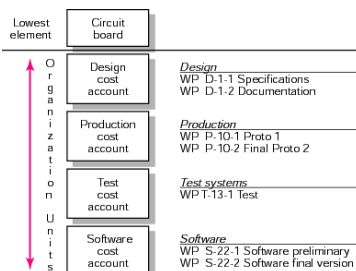 Lowest
element
Circuit
board
Organization Units
Design
cost
account
Design
WP D-1-1 Specifications
WP D-1-2 Documentation
Production
cost
account
Production
WP P-10-1 Proto 1
WP P-10-2 Final Proto 2
Test
cost
account
Test systems
WP T-13-1 Test
Software
cost
account
Software
WP S-22-1 Software preliminary
WP S-22-2 Software final version